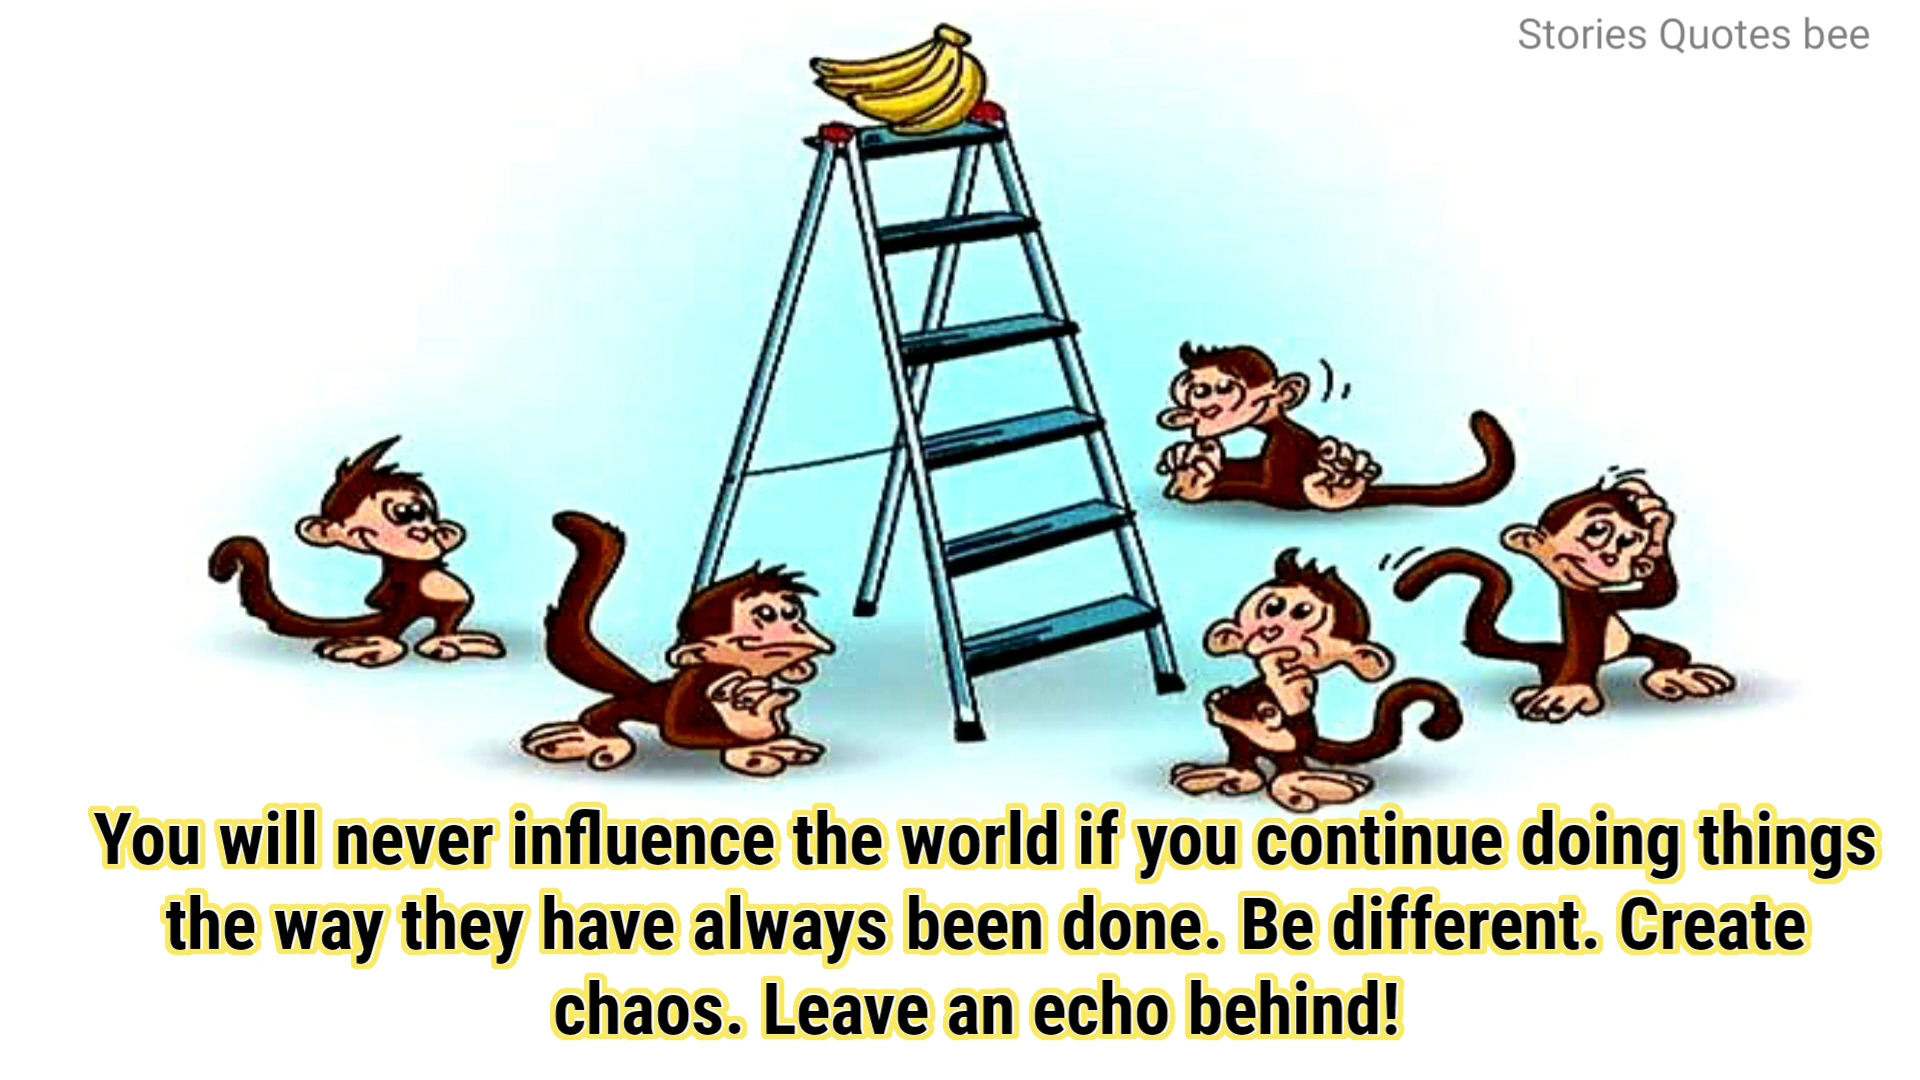 Stories Quotes bee
You will never influence the world if you continue doing things
the way they have always been done. Be different. Create
chaos. Leave an echo behind!